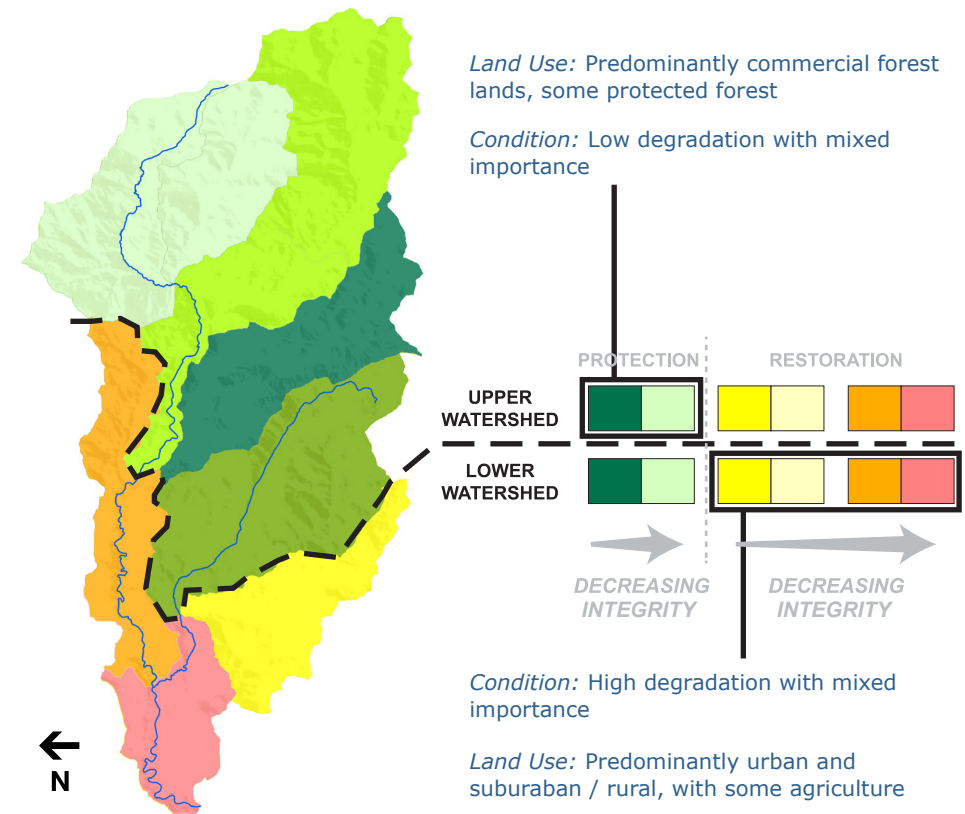 Land Use: Predominantly commercial forest
lands, some protected forest
Condition: Low degradation with mixed
importance
PROTECTION
RESTORATION
UPPER
WATERSHED
LOWER
WATERSHED
DECREASING
INTEGRITY
DECREASING
INTEGRITY
Condition: High degradation with mixed
importance
Land Use: Predominantly urban and
suburaban / rural, with some agriculture
N